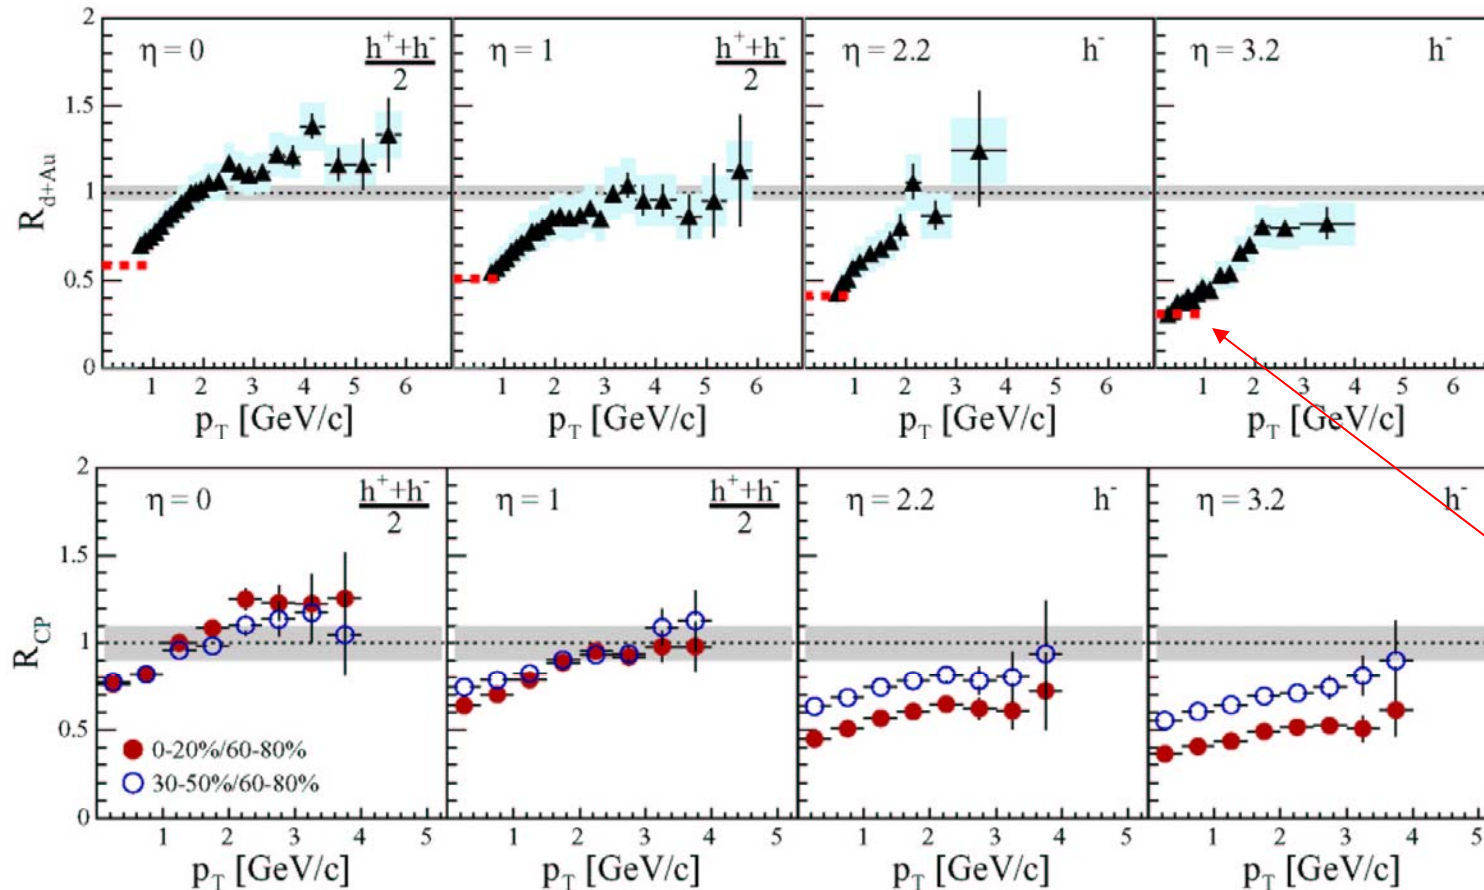 2
1.5
1
0.5
0
R_{d+Au}
η = 0
h⁺+h⁻
2
η = 1
h⁺+h⁻
2
η = 2.2
h⁻
η = 3.2
h⁻
1 2 3 4 5 6
1 2 3 4 5 6
1 2 3 4 5 6
1 2 3 4 5 6
p_T [GeV/c]
p_T [GeV/c]
p_T [GeV/c]
p_T [GeV/c]
2
1.5
1
0.5
0
R_{CP}
η = 0
h⁺+h⁻
2
η = 1
h⁺+h⁻
2
η = 2.2
h⁻
η = 3.2
h⁻
0-20%/60-80%
30-50%/60-80%
1 2 3 4 5
1 2 3 4 5
1 2 3 4 5
1 2 3 4 5
p_T [GeV/c]
p_T [GeV/c]
p_T [GeV/c]
p_T [GeV/c]